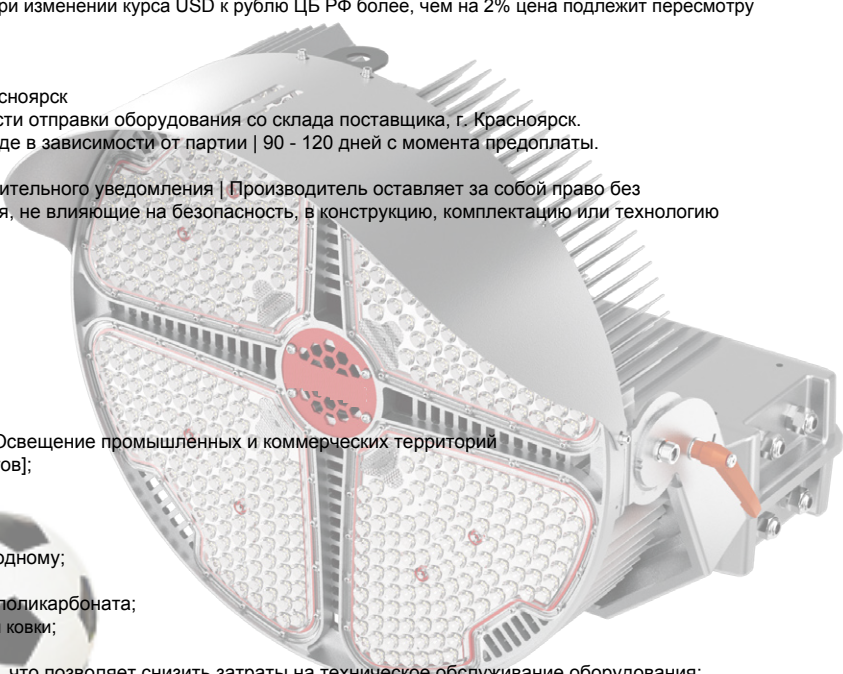 ри изменении курса USD к рублю ЦБ РФ более, чем на 2% цена подлежит пересмотру
сноярск
сти отправки оборудования со склада поставщика, г. Красноярск.
де в зависимости от партии | 90 - 120 дней с момента предоплаты.
ительного уведомления | Производитель оставляет за собой право без
я, не влияющие на безопасность, в конструкцию, комплектацию или технологию
Освещение промышленных и коммерческих территорий
тов];
одному;
поликарбоната;
и ковки;
что позволяет снизить затраты на техническое обслуживание оборудования;